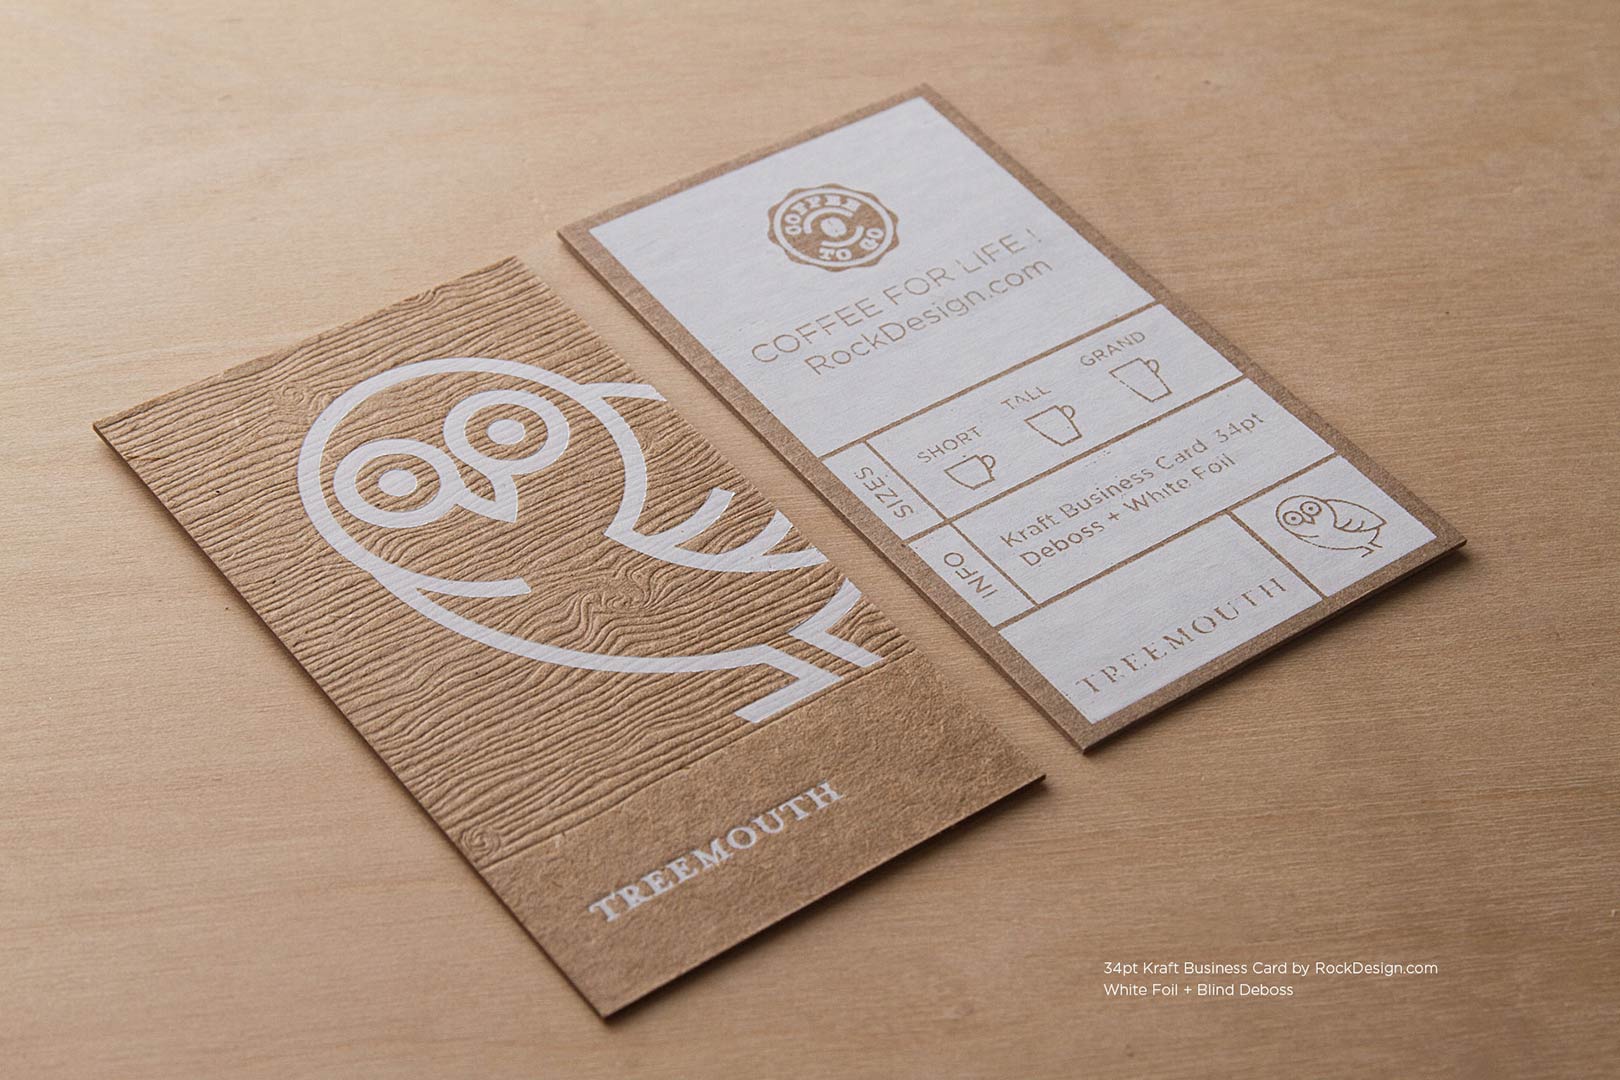 TREEMOUTH
COFFEE
TO GO
COFFEE FOR LIFE !
RockDesign.com
SIZES
SHORT
TALL
GRAND
INFO
Kraft Business Card 34pt
Deboss + White Foil
TREEMOUTH
34pt Kraft Business Card by RockDesign.com
White Foil + Blind Deboss